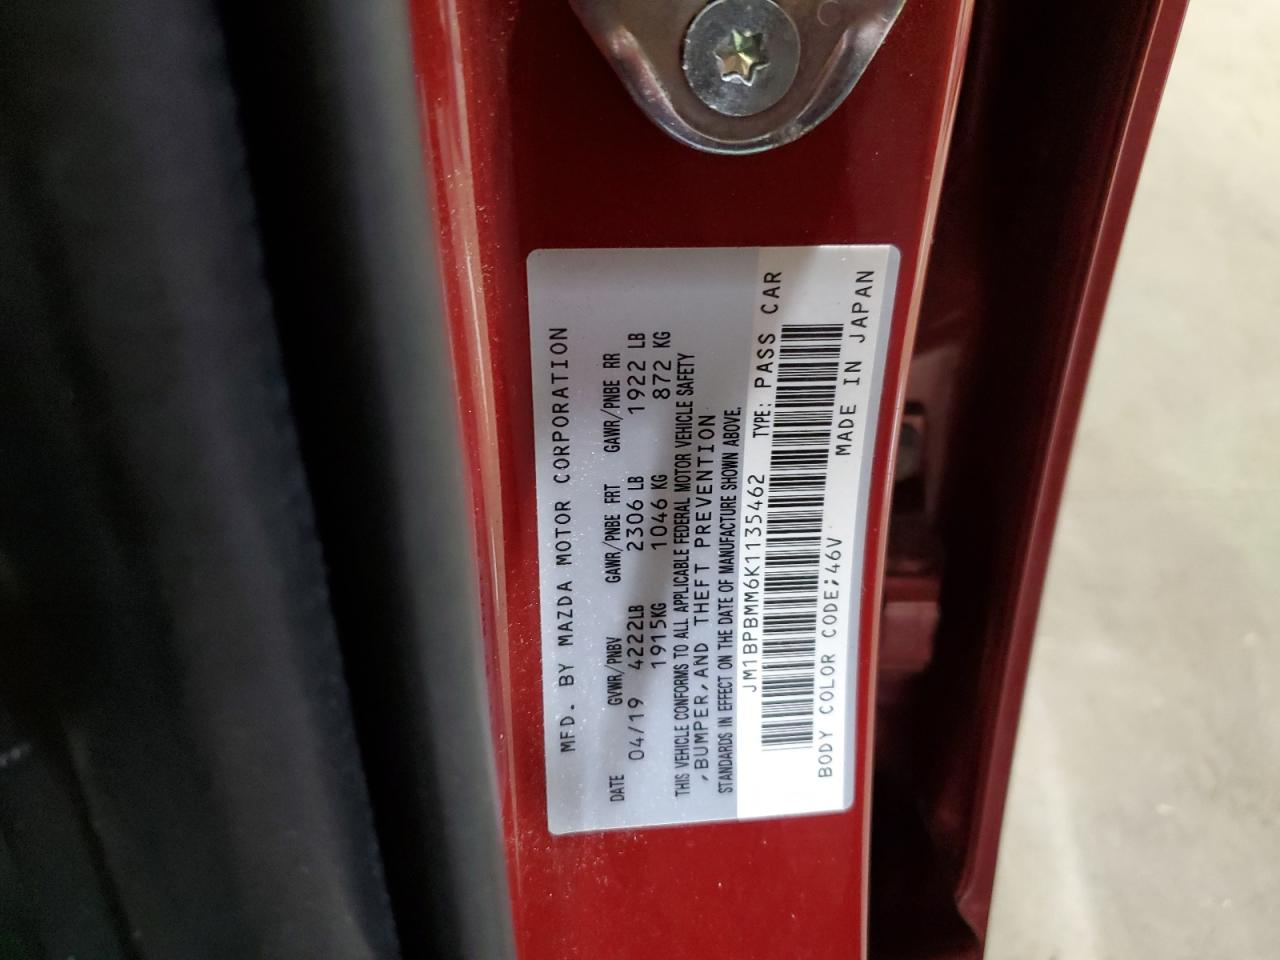 MFD. BY MAZDA MOTOR CORPORATION
DATE GVWR/PNBV GAWR/PNBE FRT GAWR/PNBE RR
04/19 4222LB 2306 LB 1922 LB
1915KG 1046 KG 872 KG
THIS VEHICLE CONFORMS TO ALL APPLICABLE FEDERAL MOTOR VEHICLE SAFETY
,BUMPER,AND THEFT PREVENTION
STANDARDS IN EFFECT ON THE DATE OF MANUFACTURE SHOWN ABOVE.
JM1BPBMM6K1135462 TYPE: PASS CAR
BODY COLOR CODE;46V MADE IN JAPAN